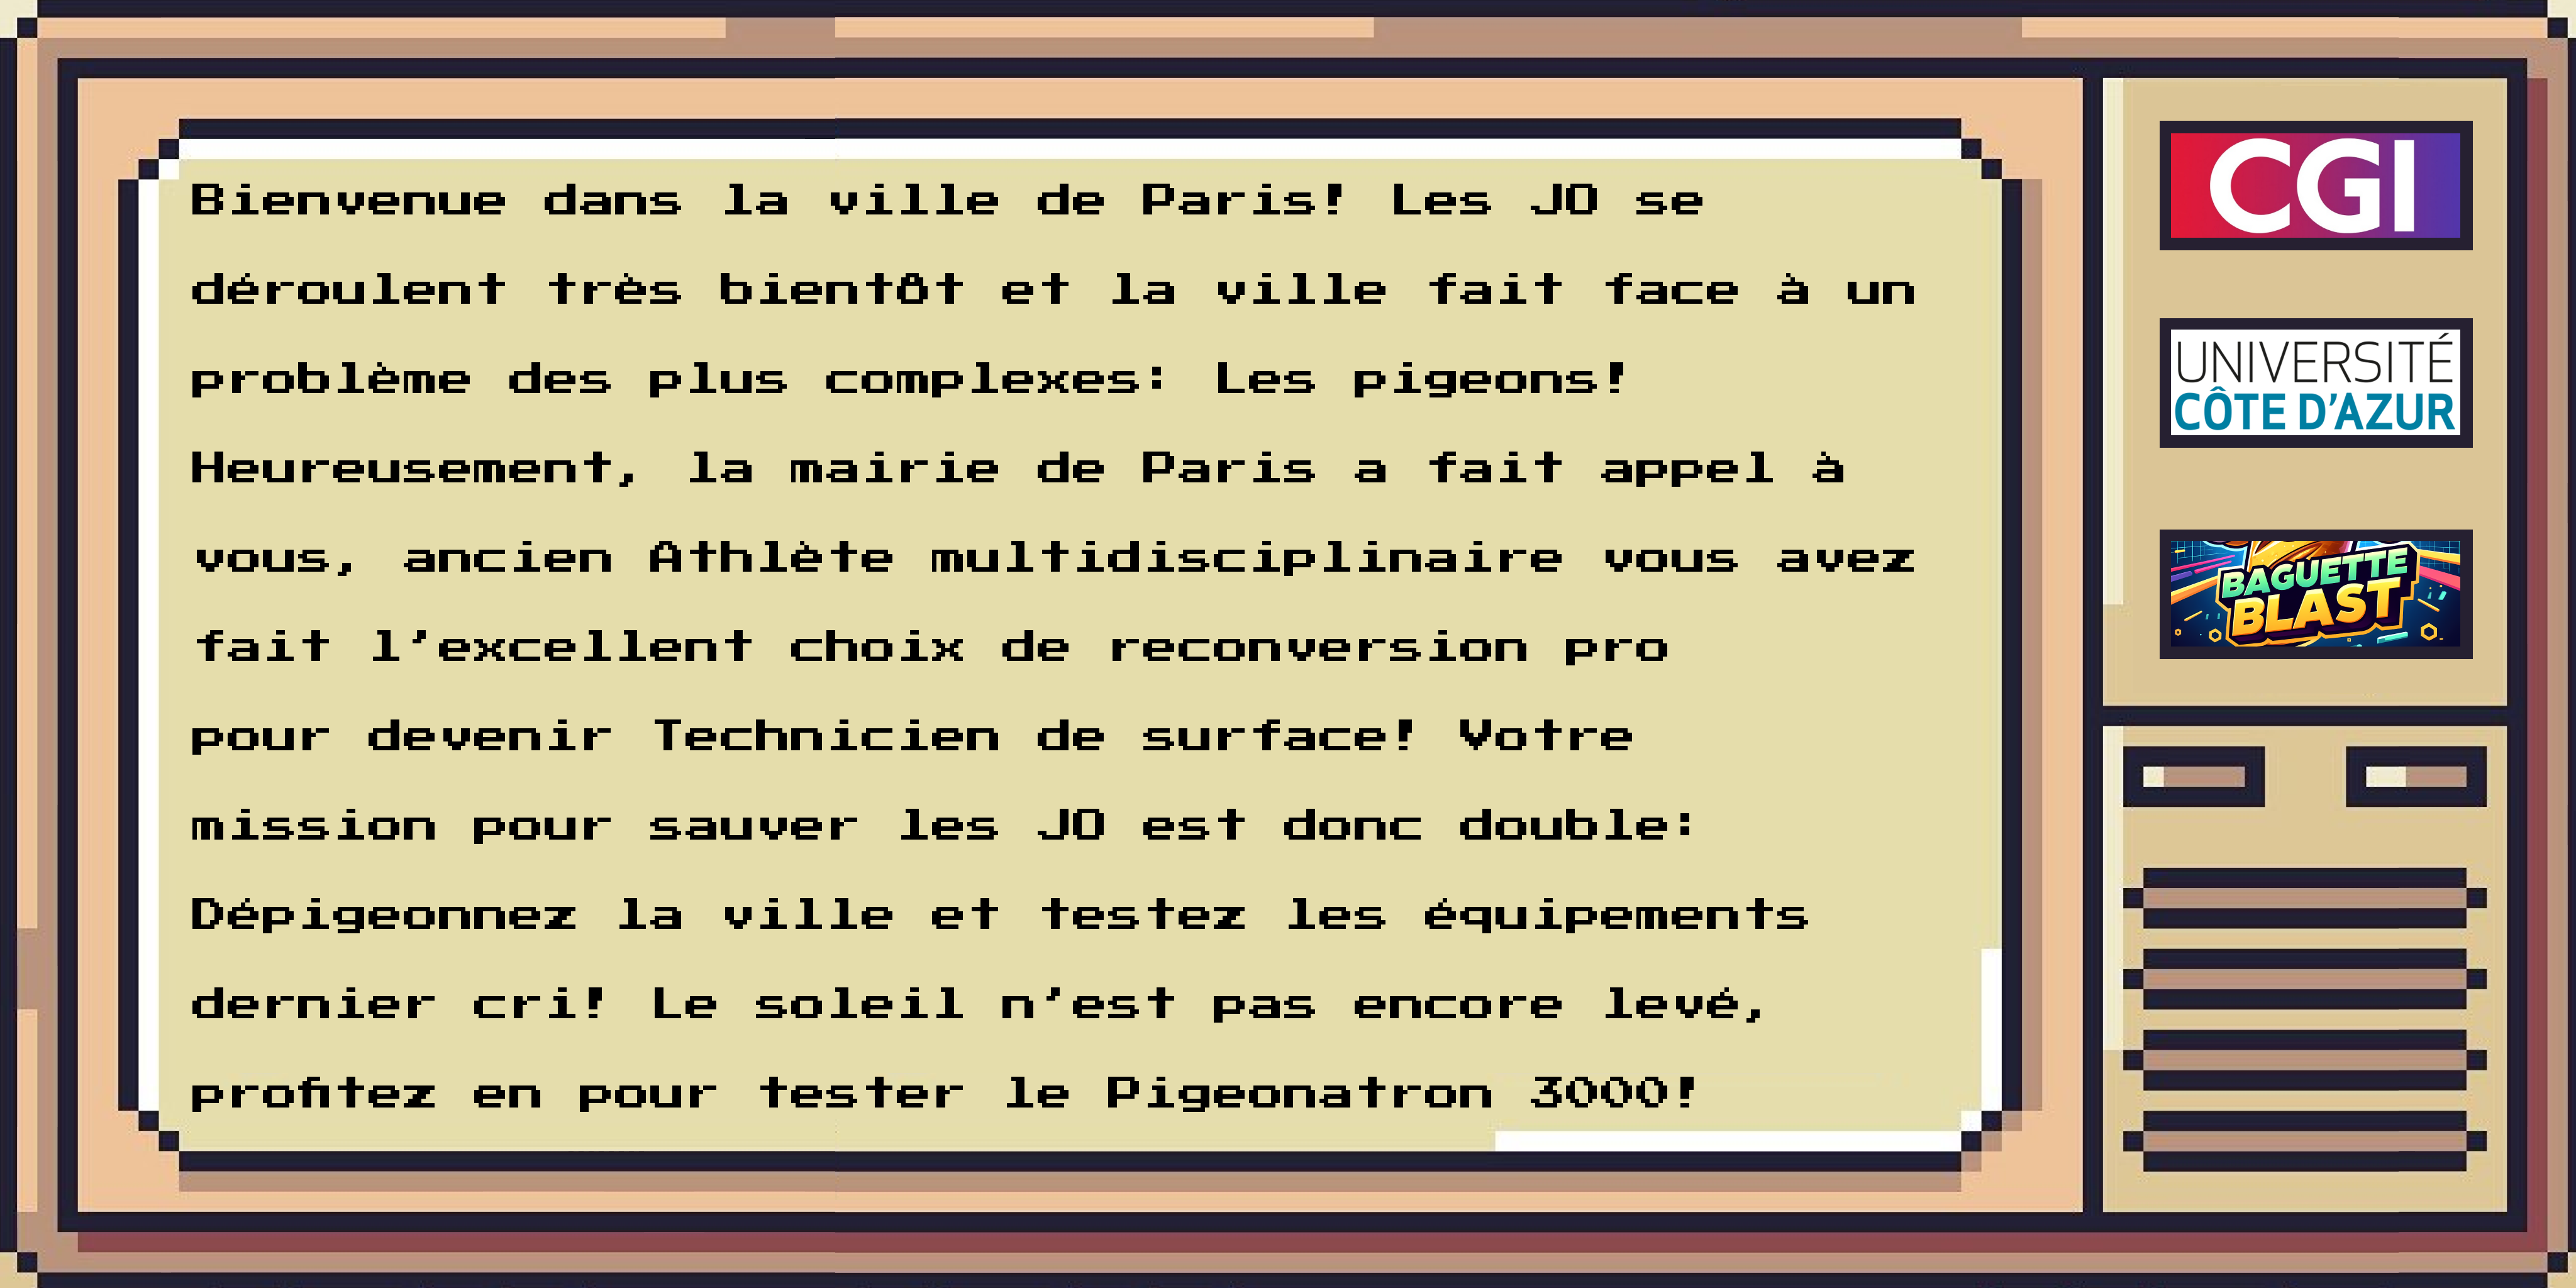 Bienvenue dans la ville de Paris! Les JO se
déroulent très bientôt et la ville fait face à un
problème des plus complexes: Les pigeons!
Heureusement, la mairie de Paris a fait appel à
vous, ancien Athlète multidisciplinaire vous avez
fait l'excellent choix de reconversion pro
pour devenir Technicien de surface! Votre
mission pour sauver les JO est donc double:
Dépigeonnez la ville et testez les équipements
dernier cri! Le soleil n'est pas encore levé,
profitez en pour tester le Pigeonatron 3000!
CGI
UNIVERSITÉ
CÔTE D'AZUR
BAGUETTE
BLAST